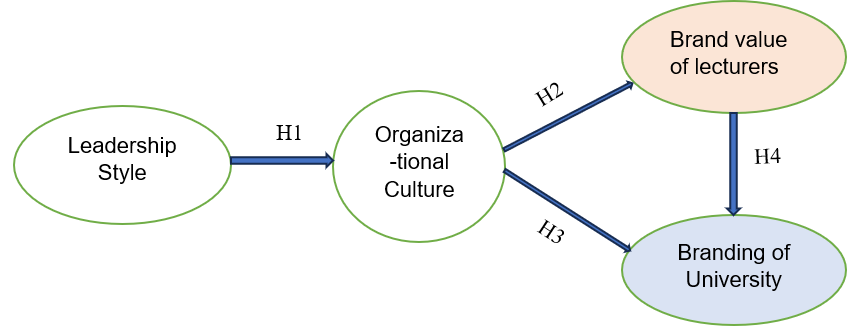 Leadership
Style
H1
Organiza
-tional
Culture
H2
H3
Brand value
of lecturers
H4
Branding of
University